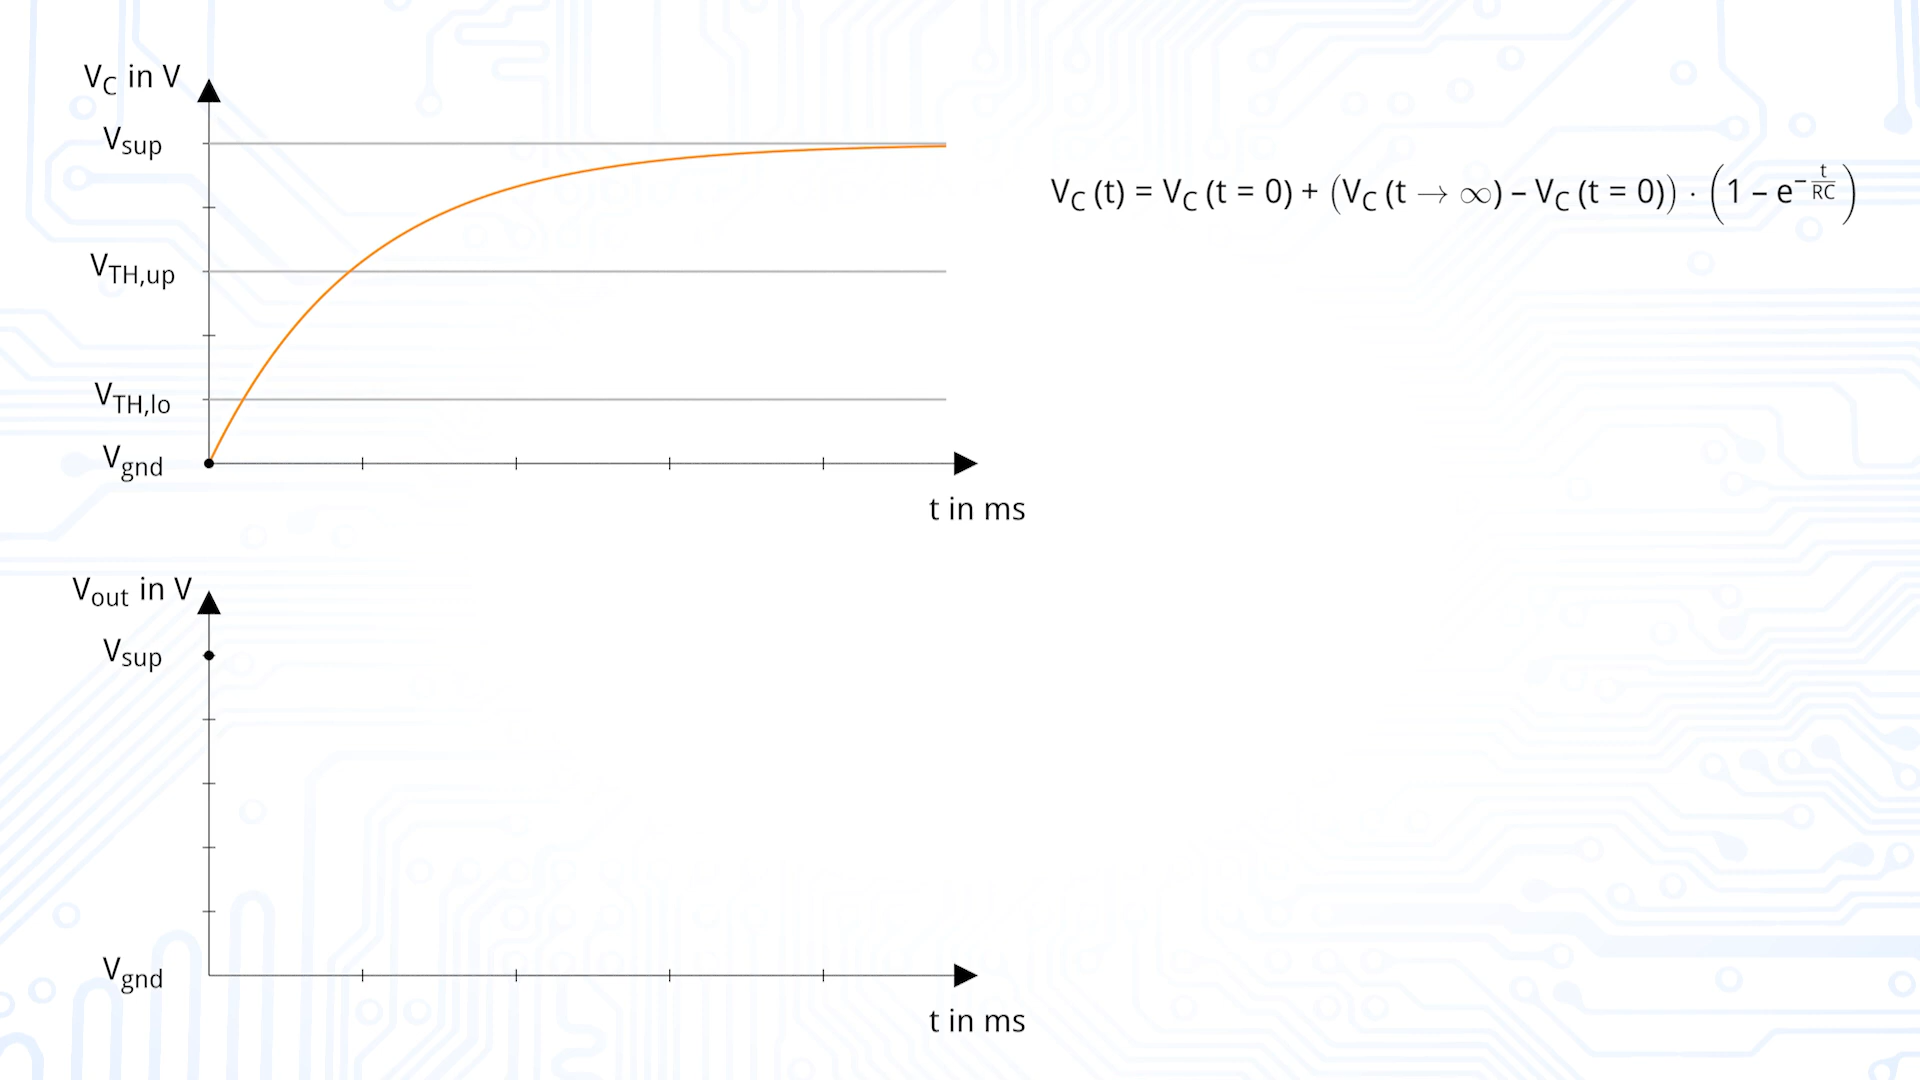 V_C in V
V_sup
V_C (t) = V_C (t = 0) + (V_C (t → ∞) – V_C (t = 0)) · (1 – e^(–t/RC))
V_TH,up
V_TH,lo
V_gnd
t in ms
V_out in V
V_sup
V_gnd
t in ms